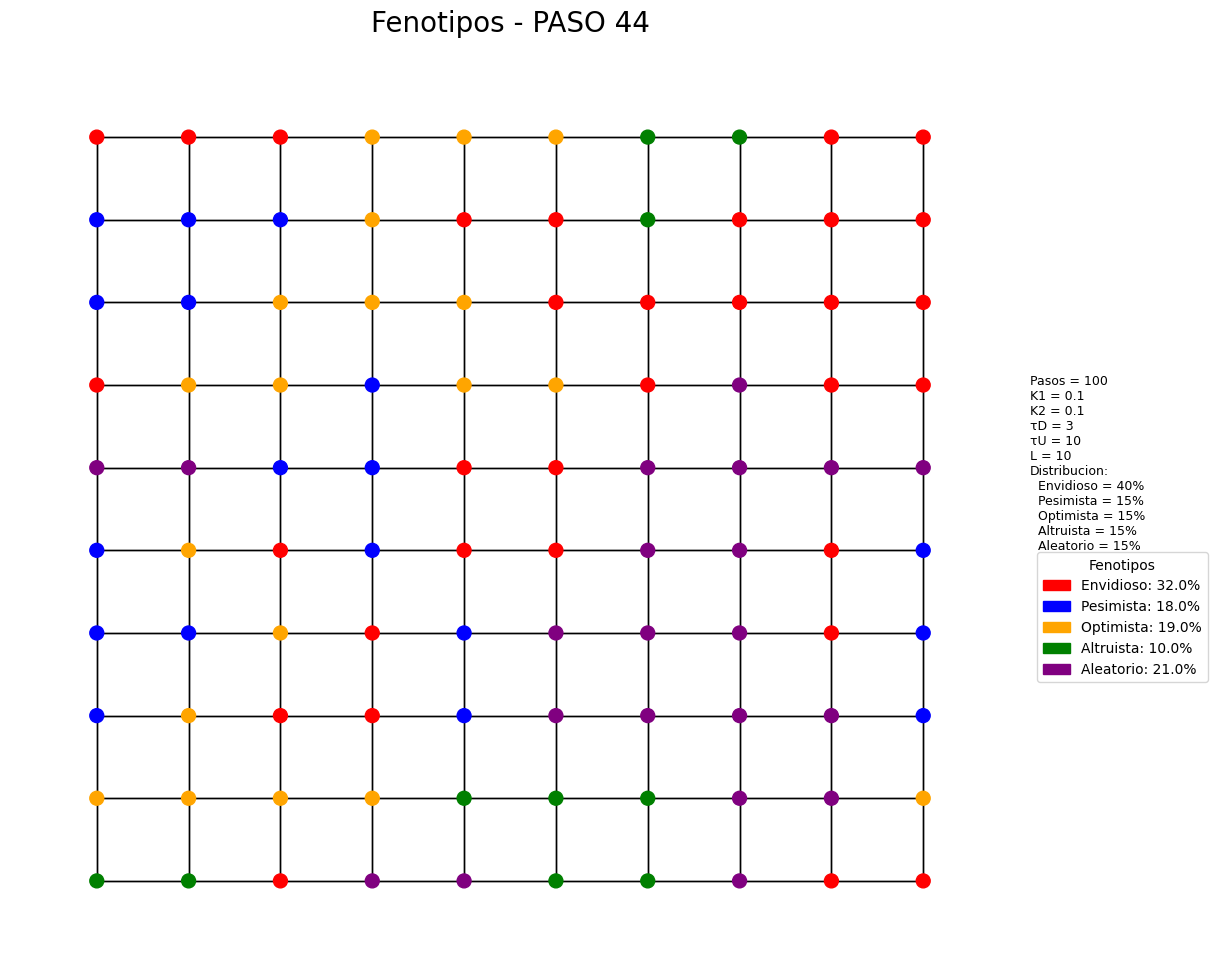 Fenotipos - PASO 44
Pasos = 100
K1 = 0.1
K2 = 0.1
τD = 3
τU = 10
L = 10
Distribucion:
Envidioso = 40%
Pesimista = 15%
Optimista = 15%
Altruista = 15%
Aleatorio = 15%
Fenotipos
Envidioso: 32.0%
Pesimista: 18.0%
Optimista: 19.0%
Altruista: 10.0%
Aleatorio: 21.0%